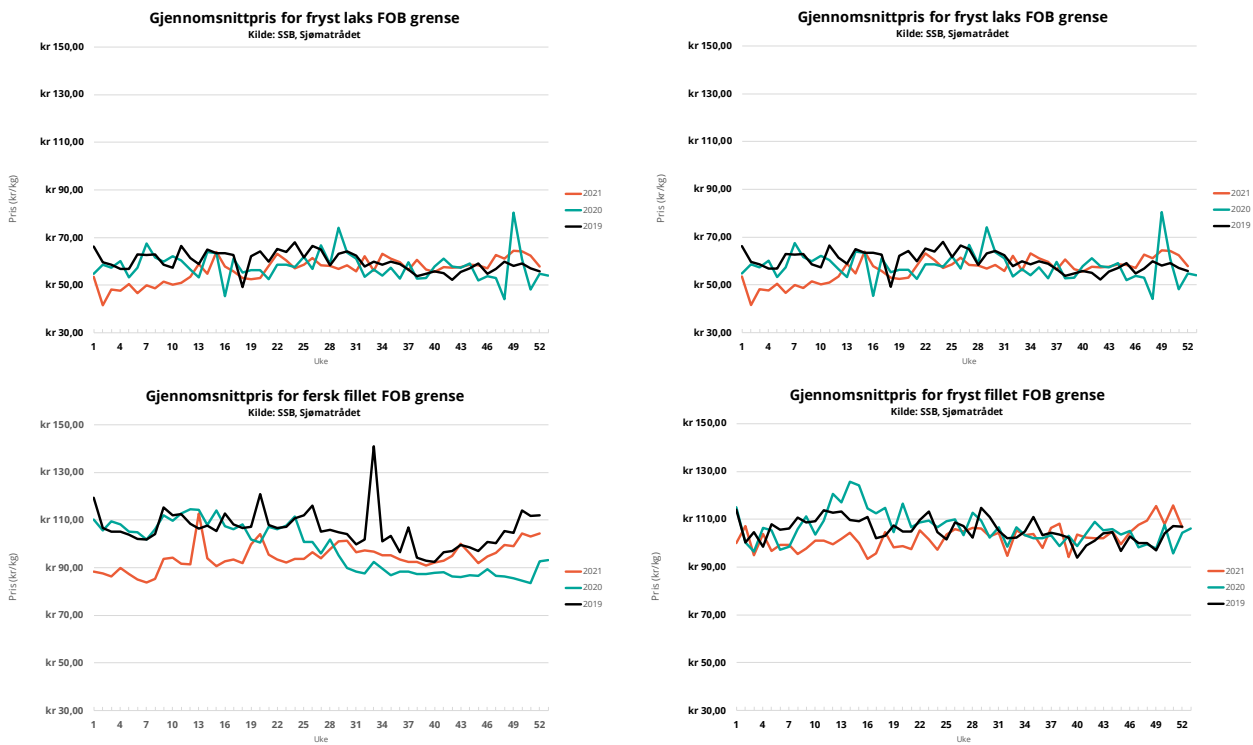 Gjennomsnittpris for fryst laks FOB grense
Kilde: SSB, Sjømatrådet
kr 150,00
kr 130,00
kr 110,00
kr 90,00
kr 70,00
kr 50,00
kr 30,00
Pris (kr/kg)
1 4 7 10 13 16 19 22 25 28 31 34 37 40 43 46 49 52
Uke
2021
2020
2019
Gjennomsnittpris for fryst laks FOB grense
Kilde: SSB, Sjømatrådet
kr 150,00
kr 130,00
kr 110,00
kr 90,00
kr 70,00
kr 50,00
kr 30,00
Pris (kr/kg)
1 4 7 10 13 16 19 22 25 28 31 34 37 40 43 46 49 52
Uke
2021
2020
2019
Gjennomsnittpris for fersk fillet FOB grense
Kilde: SSB, Sjømatrådet
kr 150,00
kr 130,00
kr 110,00
kr 90,00
kr 70,00
kr 50,00
kr 30,00
Pris (kr/kg)
1 4 7 10 13 16 19 22 25 28 31 34 37 40 43 46 49 52
Uke
2021
2020
2019
Gjennomsnittpris for fryst fillet FOB grense
Kilde: SSB, Sjømatrådet
kr 150,00
kr 130,00
kr 110,00
kr 90,00
kr 70,00
kr 50,00
kr 30,00
Pris (kr/kg)
1 4 7 10 13 16 19 22 25 28 31 34 37 40 43 46 49 52
Uke
2021
2020
2019